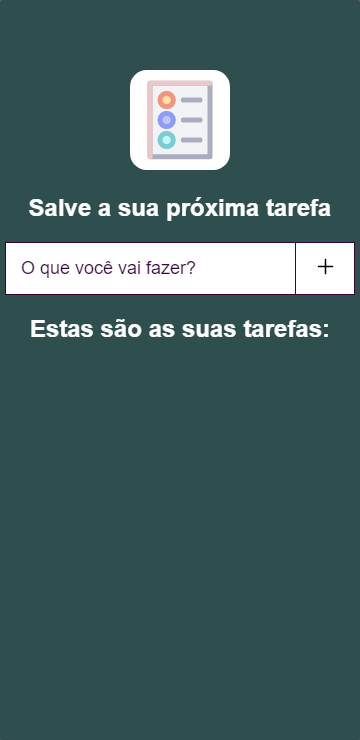 Salve a sua próxima tarefa
O que você vai fazer?
+
Estas são as suas tarefas: